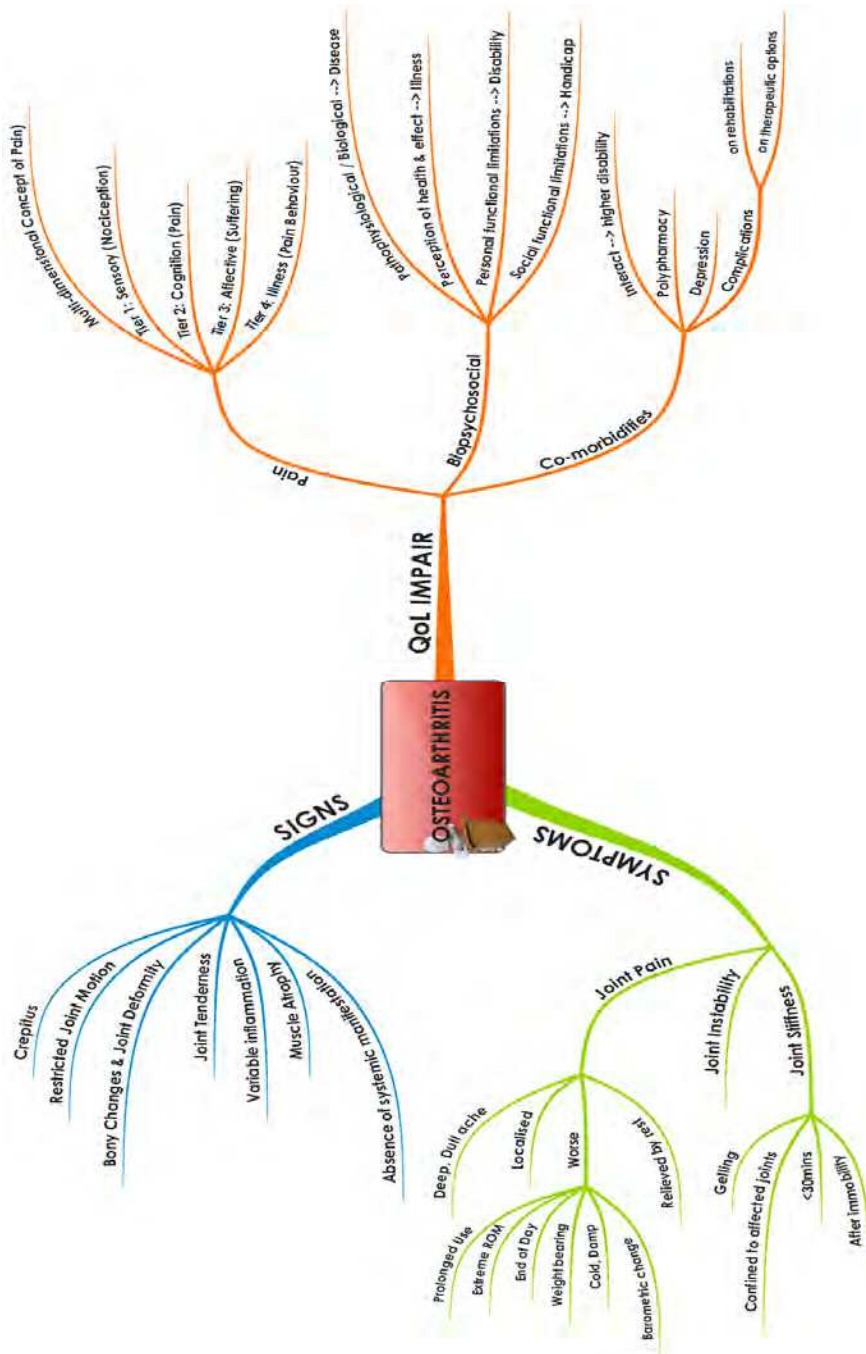 OSTEOARTHRITIS
QoL IMPAIR
Pain
Multi-dimensional Concept of Pain)
Tier 1: Sensory (Nociception)
Tier 2: Cognition (Pain)
Tier 3: Affective (Suffering)
Tier 4: Illness (Pain Behaviour)
Biopsychosocial
Pathophysiological / Biological --> Disease
Perception of health & effect --> Illness
Personal functional limitations --> Disability
Social functional limitations --> Handicap
Co-morbidities
Interact --> higher disability
Polypharmacy
Depression
Complications
on rehabilitations
on therapeutic options
SIGNS
Crepitus
Restricted Joint Motion
Bony Changes & Joint Deformity
Joint Tenderness
Variable inflammation
Muscle Atrophy
Absence of systemic manifestation
SYMPTOMS
Joint Pain
Deep, Dull ache
Localised
Worse
Prolonged Use
Extreme ROM
End of Day
Weight bearing
Cold, Damp
Barometric change
Relieved by rest
Joint Instability
Joint Stiffness
Gelling
Confined to affected joints
<30mins
After immobility